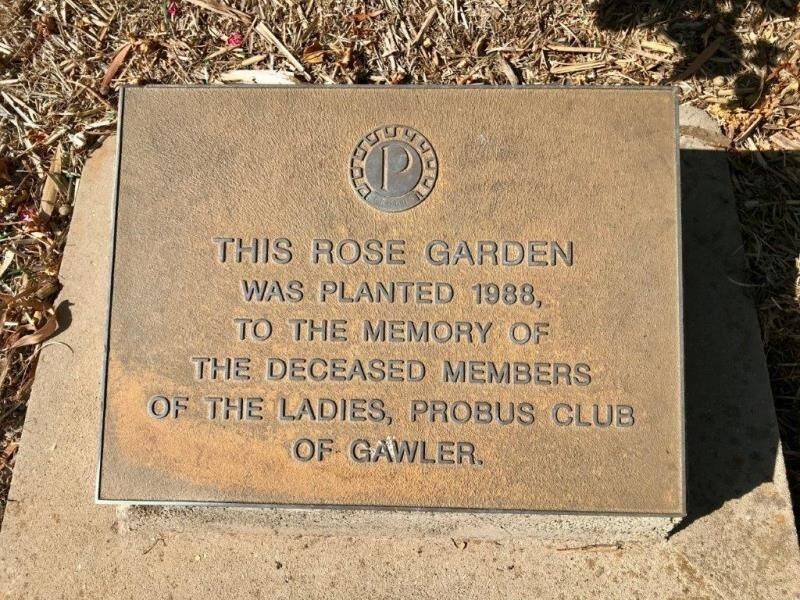 P
THIS ROSE GARDEN
WAS PLANTED 1988,
TO THE MEMORY OF
THE DECEASED MEMBERS
OF THE LADIES, PROBUS CLUB
OF GAWLER.